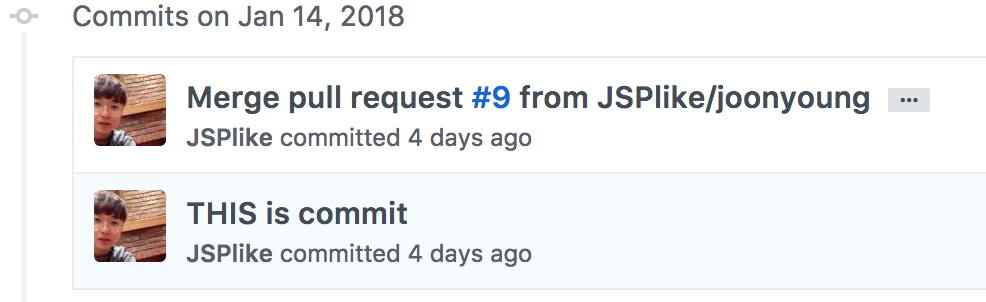 Commits on Jan 14, 2018
Merge pull request #9 from JSPlike/joonyoung ...
JSPlike committed 4 days ago
THIS is commit
JSPlike committed 4 days ago